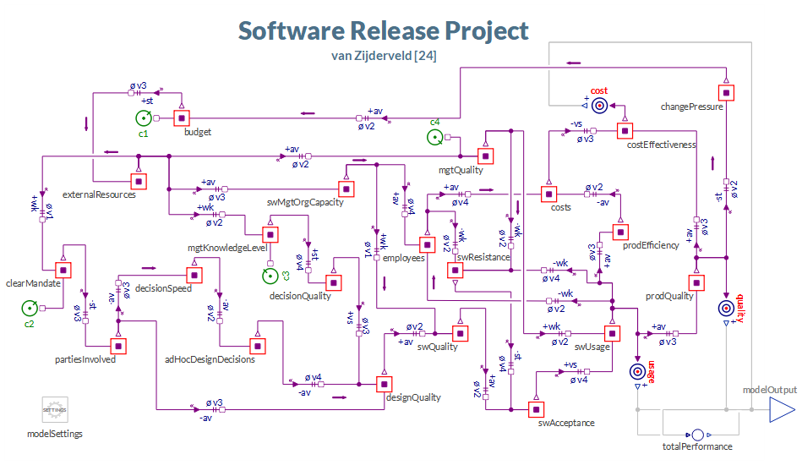 Software Release Project
van Zijderveld [24]
ø v3
+st
c1
budget
+av
ø v2
c4
cost
changePressure
-vs
ø v3
costEffectiveness
+av
ø v2
mgtQuality
externalResources
+av
ø v3
swMgtOrgCapacity
+wk
ø v2
+wk
ø v1
+av
ø v4
+av
ø v4
costs
ø v2
-av
-st
ø v2
mgtKnowledgeLevel
+st
ø v4
+wk
ø v1
employees
swResistance
-wk
ø v2
prodEfficiency
ø v3
+av
+av
ø v3
clearMandate
c2
decisionSpeed
c3
decisionQuality
-wk
ø v4
-wk
ø v2
prodQuality
quality
-st
ø v3
ø v3
-av
-av
ø v2
+vs
ø v3
partiesInvolved
adHocDesignDecisions
ø v2
+av
swQuality
+wk
ø v2
swUsage
+av
ø v3
ø v4
-av
designQuality
+av
ø v2
-st
ø v4
+vs
ø v4
usage
ø v3
-av
swAcceptance
SETTINGS
modelSettings
modelOutput
totalPerformance